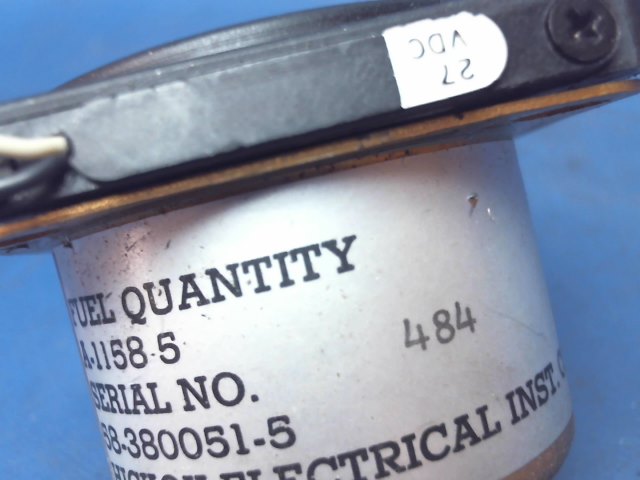 27
VDC
FUEL QUANTITY
A-1158-5
484
SERIAL NO.
58-380051-5
ELECTRICAL INST.